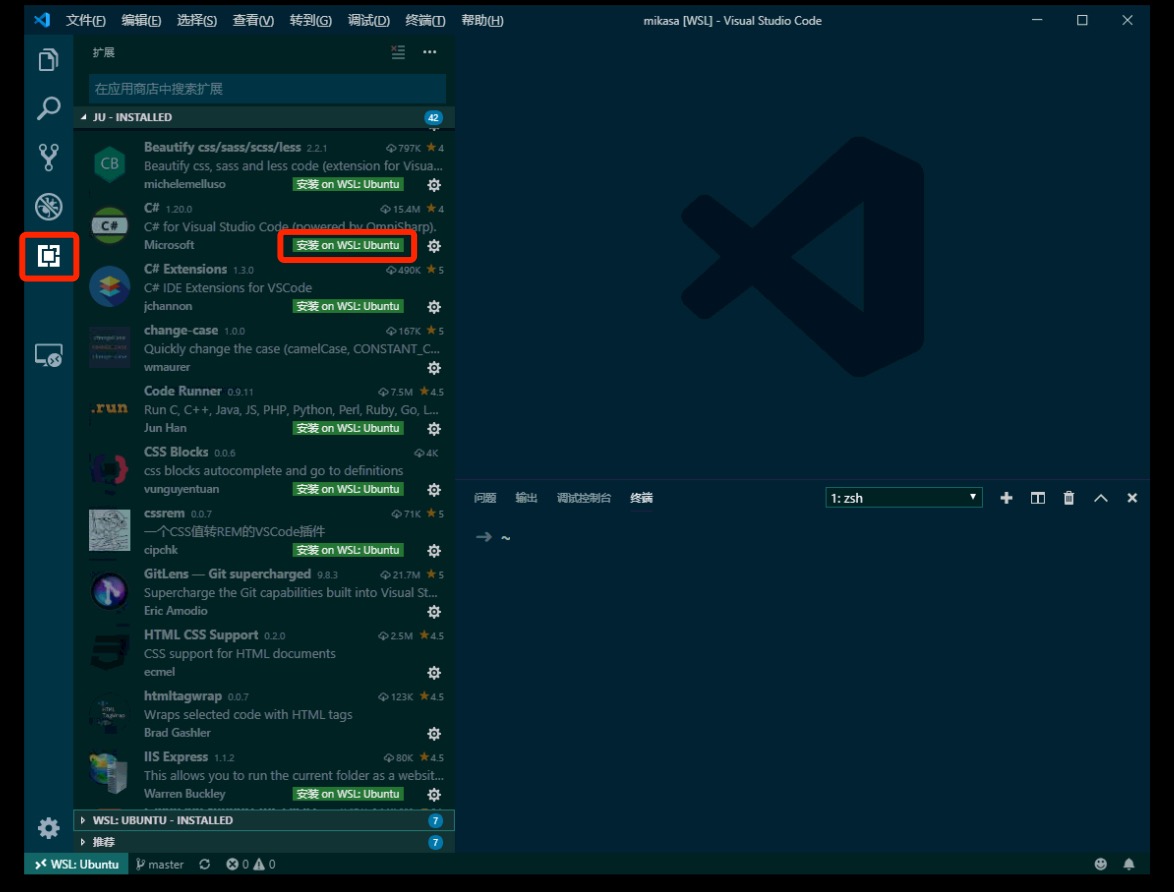 文件(F) 编辑(E) 选择(S) 查看(V) 转到(G) 调试(D) 终端(T) 帮助(H) mikasa [WSL] - Visual Studio Code
扩展
在应用商店中搜索扩展
JU - INSTALLED 42
Beautify css/sass/scss/less 2.2.1 797K 4
CB
Beautify css, sass and less code (extension for Visua...
michelemelluso 安装 on WSL: Ubuntu
C# 1.20.0 15.4M 4
C#
C# for Visual Studio Code (powered by OmniSharp).
Microsoft 安装 on WSL: Ubuntu
C# Extensions 1.3.0 490K 5
C# IDE Extensions for VSCode
jchannon 安装 on WSL: Ubuntu
change-case 1.0.0 167K 5
Quickly change the case (camelCase, CONSTANT_C...
wmaurer
Code Runner 0.9.11 7.5M 4.5
.run
Run C, C++, Java, JS, PHP, Python, Perl, Ruby, Go, L...
Jun Han 安装 on WSL: Ubuntu
CSS Blocks 0.0.6 4K
css blocks autocomplete and go to definitions
vunguyentuan 安装 on WSL: Ubuntu
cssrem 0.0.7 71K 5
一个CSS值转REM的VSCode插件
cipchk 安装 on WSL: Ubuntu
GitLens — Git supercharged 9.8.3 21.7M 5
Supercharge the Git capabilities built into Visual St...
Eric Amodio
HTML CSS Support 0.2.0 2.5M 4.5
CSS support for HTML documents
ecmel
htmltagwrap 0.0.7 123K 4.5
Wraps selected code with HTML tags
Brad Gashler
IIS Express 1.1.2 80K 4.5
This allows you to run the current folder as a websit...
Warren Buckley 安装 on WSL: Ubuntu
WSL: UBUNTU - INSTALLED 7
推荐 7
问题 输出 调试控制台 终端 1: zsh
→ ~
WSL: Ubuntu master 0 0